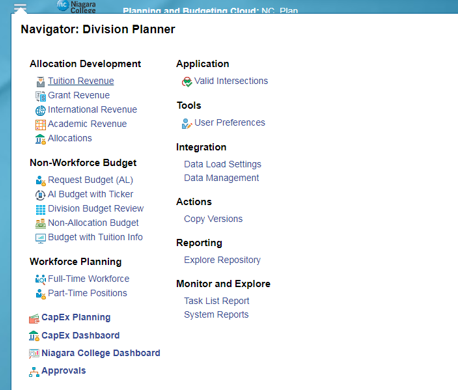 Niagara
College
Planning and Budgeting Cloud: NC_Plan
Navigator: Division Planner
Allocation Development
Tuition Revenue
Grant Revenue
International Revenue
Academic Revenue
Allocations
Non-Workforce Budget
Request Budget (AL)
AI Budget with Ticker
Division Budget Review
Non-Allocation Budget
Budget with Tuition Info
Workforce Planning
Full-Time Workforce
Part-Time Positions
CapEx Planning
CapEx Dashbaord
Niagara College Dashboard
Approvals
Application
Valid Intersections
Tools
User Preferences
Integration
Data Load Settings
Data Management
Actions
Copy Versions
Reporting
Explore Repository
Monitor and Explore
Task List Report
System Reports